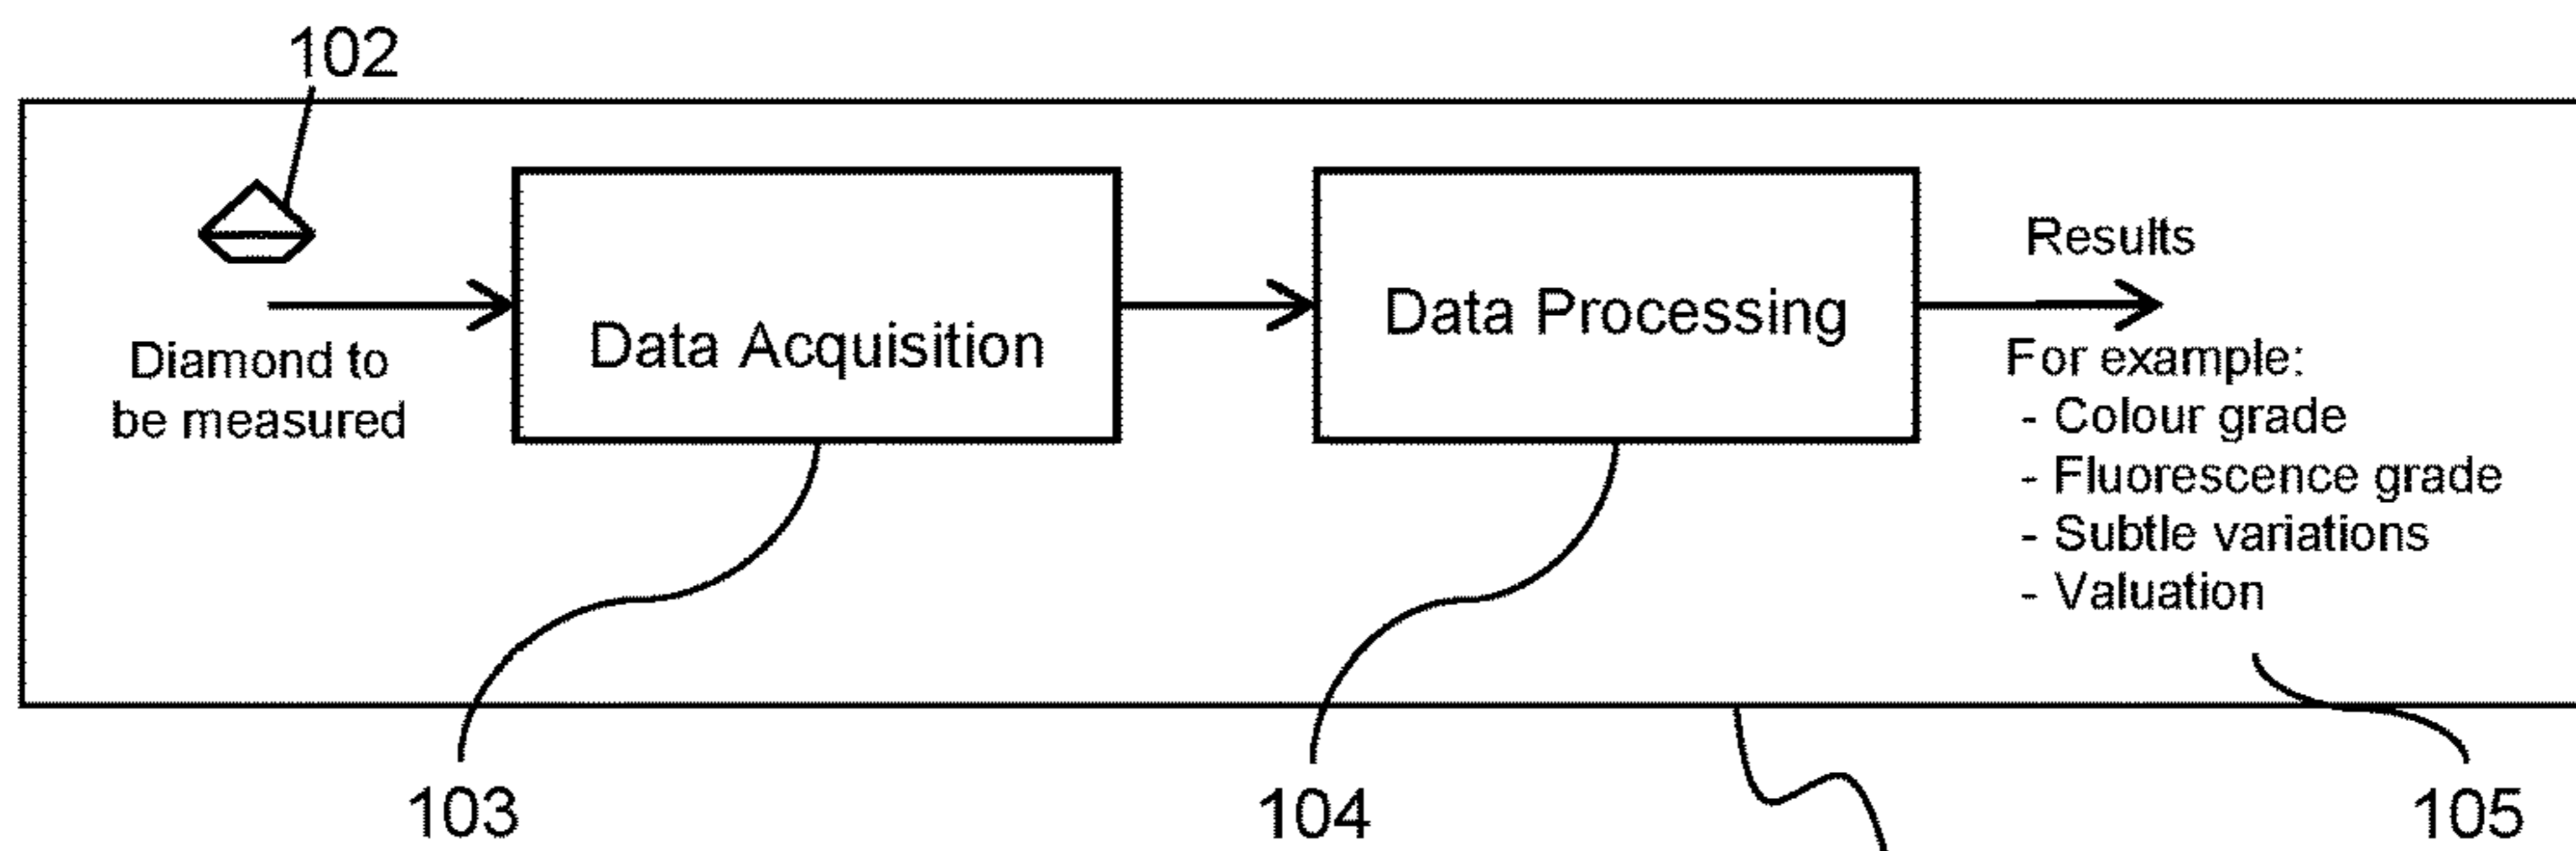 102
Diamond to
be measured
Data Acquisition
Data Processing
Results
For example:
- Colour grade
- Fluorescence grade
- Subtle variations
- Valuation
103
104
105